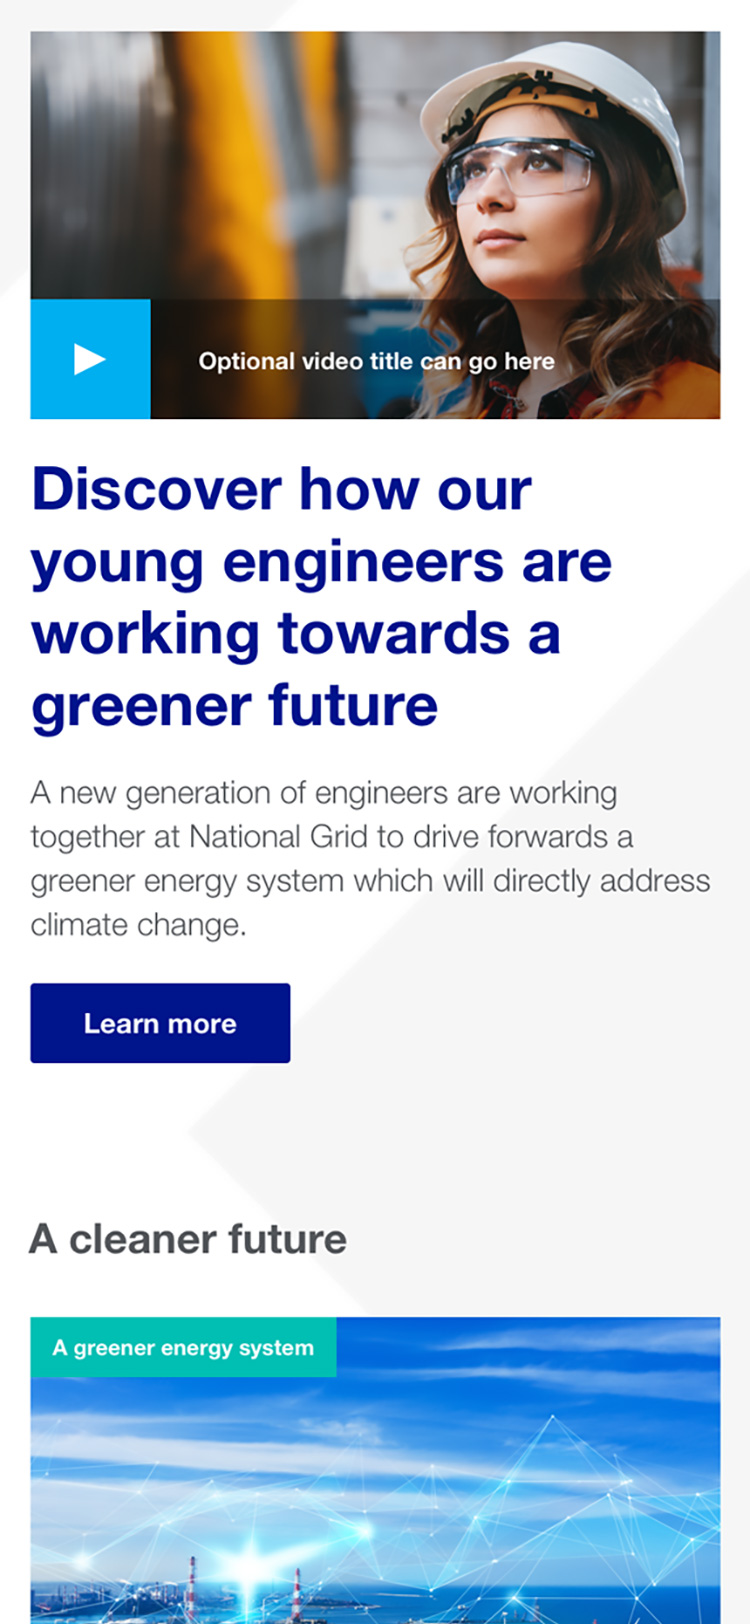 Optional video title can go here
Discover how our
young engineers are
working towards a
greener future
A new generation of engineers are working
together at National Grid to drive forwards a
greener energy system which will directly address
climate change.
Learn more
A cleaner future
A greener energy system